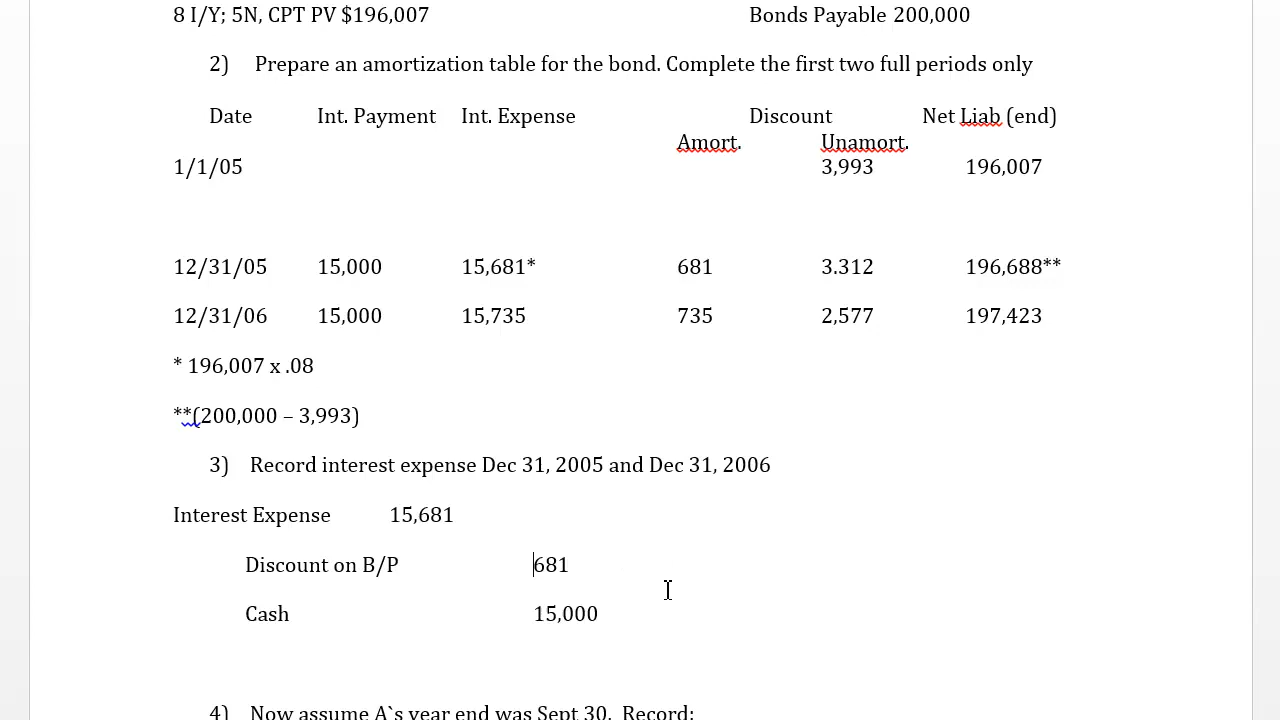 8 I/Y; 5N, CPT PV $196,007 Bonds Payable 200,000
2) Prepare an amortization table for the bond. Complete the first two full periods only
Date Int. Payment Int. Expense Discount Net Liab (end)
Amort. Unamort.
1/1/05 3,993 196,007
12/31/05 15,000 15,681* 681 3.312 196,688**
12/31/06 15,000 15,735 735 2,577 197,423
* 196,007 x .08
**(200,000 – 3,993)
3) Record interest expense Dec 31, 2005 and Dec 31, 2006
Interest Expense 15,681
Discount on B/P 681
Cash 15,000
4) Now assume A`s year end was Sept 30, Record: